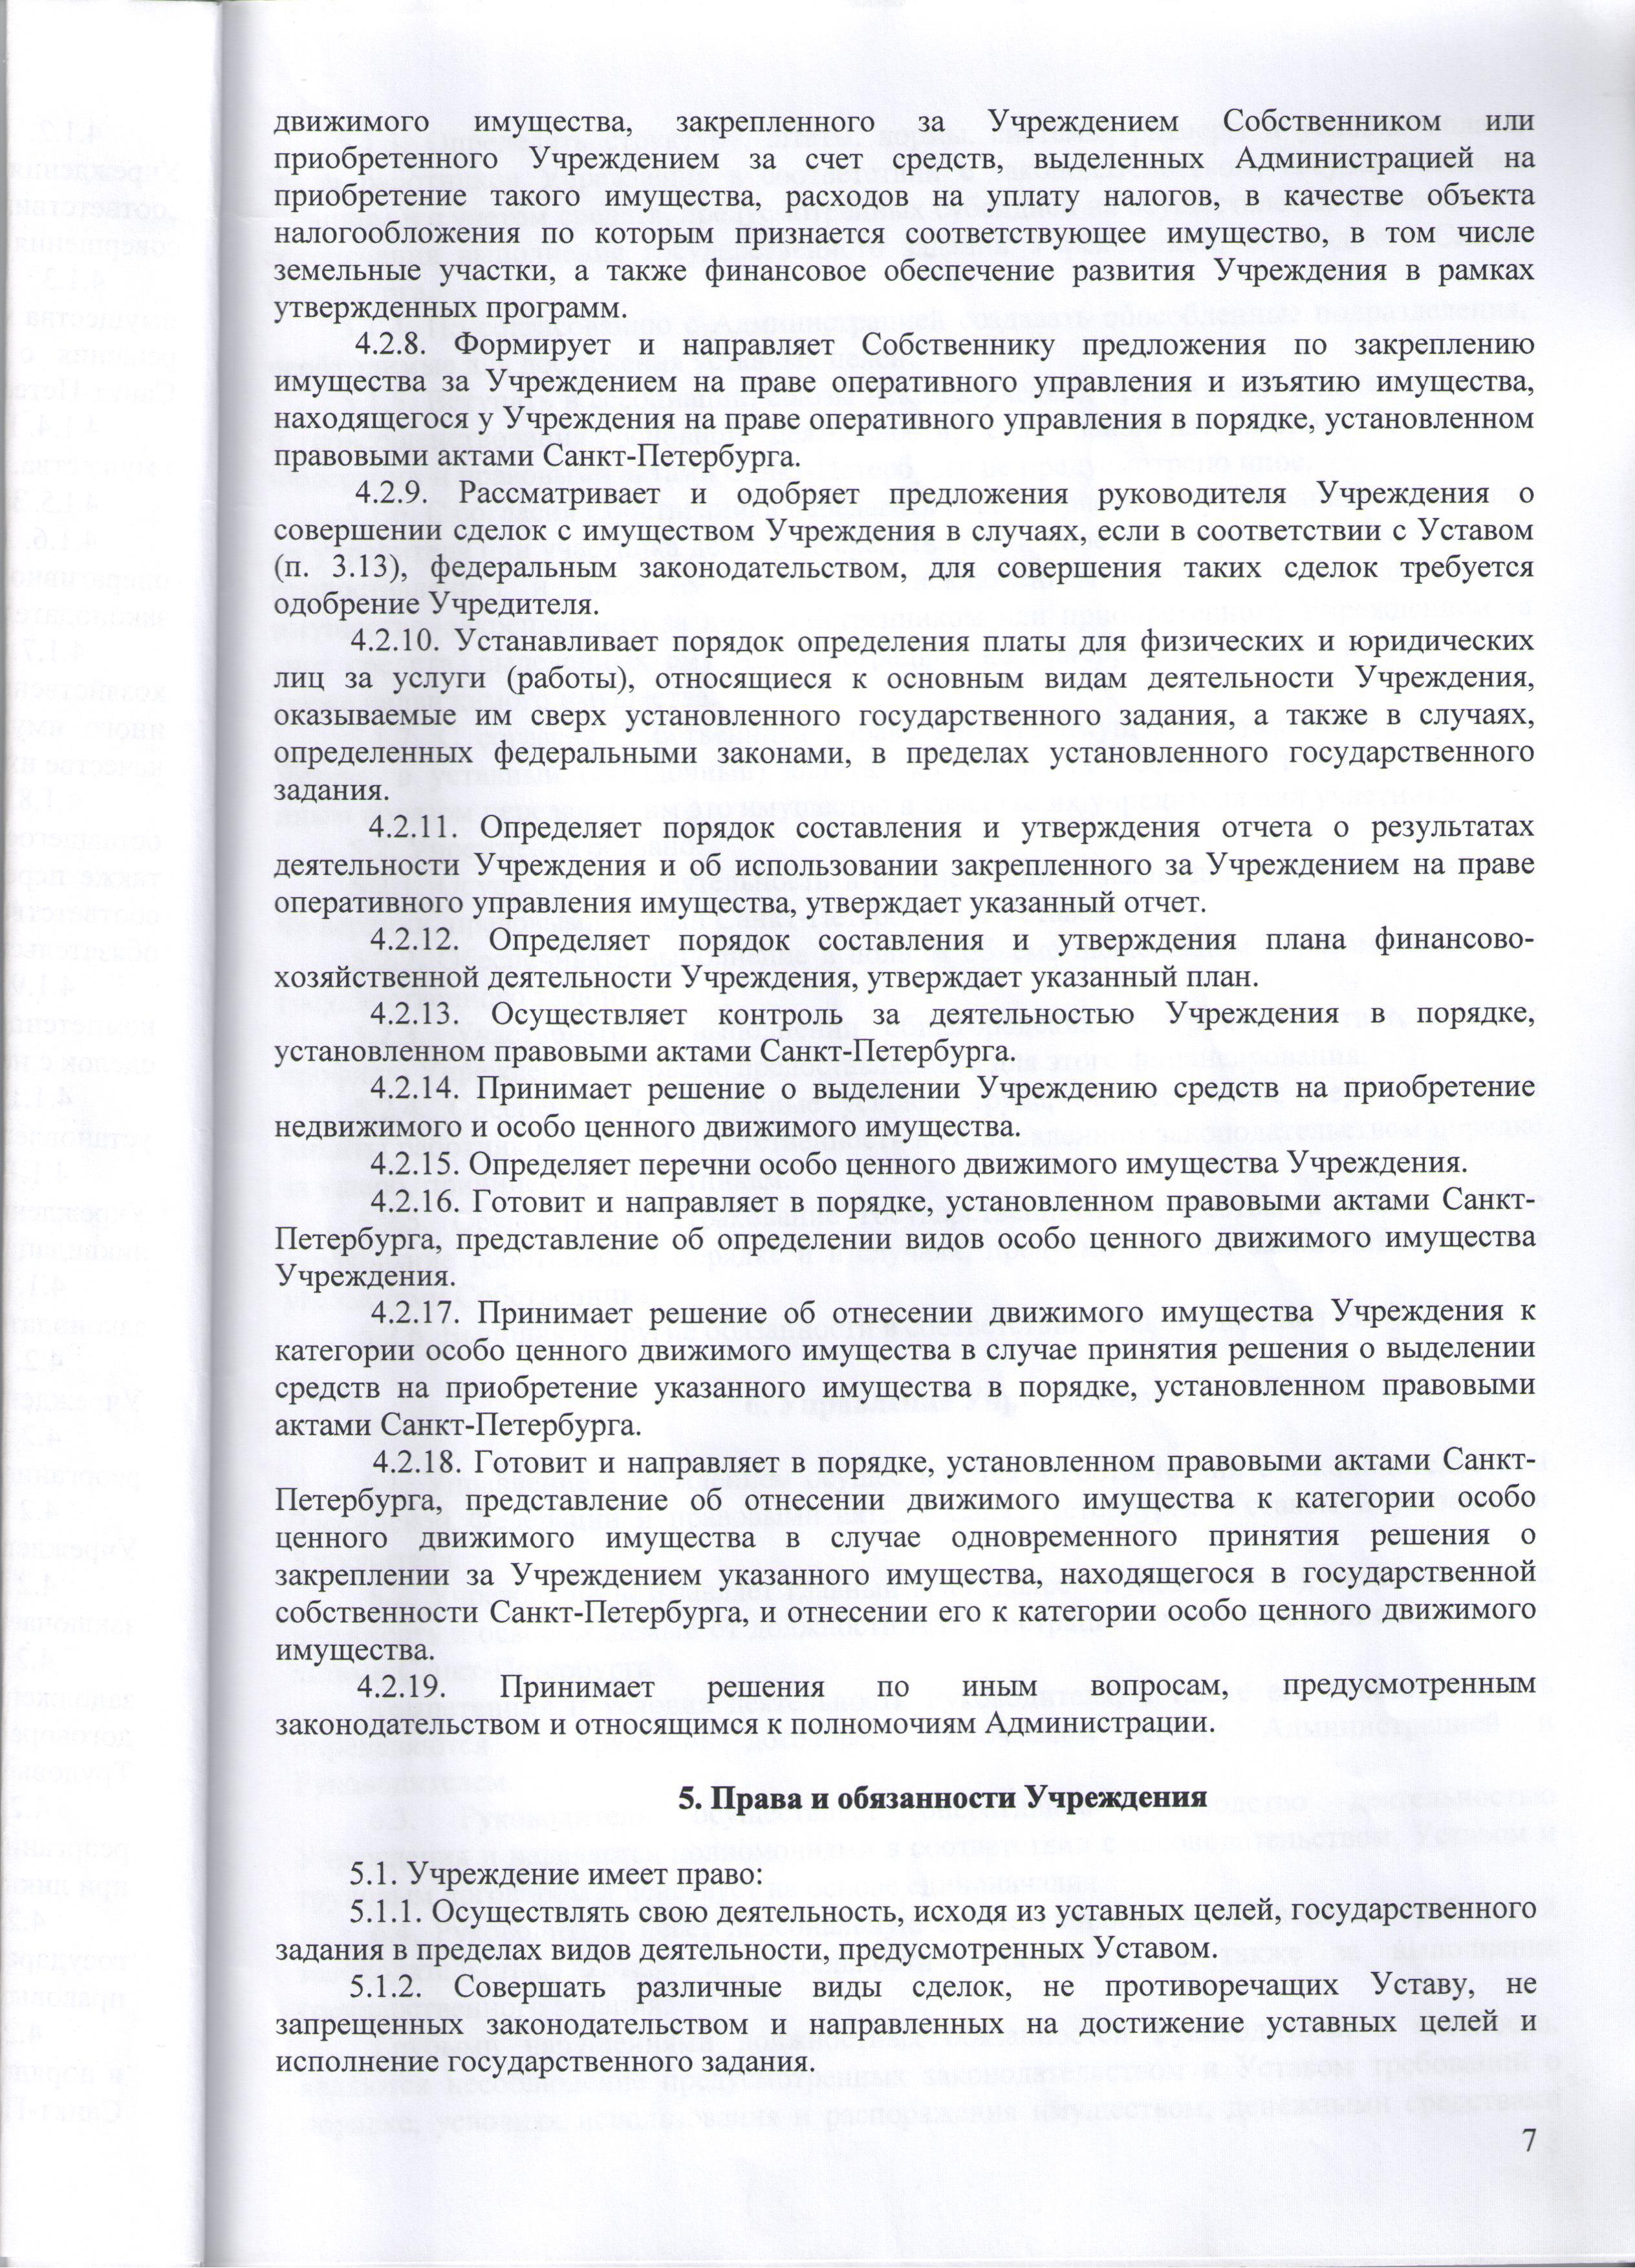 движимого имущества, закрепленного за Учреждением Собственником или
приобретенного Учреждением за счет средств, выделенных Администрацией на
приобретение такого имущества, расходов на уплату налогов, в качестве объекта
налогообложения по которым признается соответствующее имущество, в том числе
земельные участки, а также финансовое обеспечение развития Учреждения в рамках
утвержденных программ.
4.2.8. Формирует и направляет Собственнику предложения по закреплению
имущества за Учреждением на праве оперативного управления и изъятию имущества,
находящегося у Учреждения на праве оперативного управления в порядке, установленном
правовыми актами Санкт-Петербурга.
4.2.9. Рассматривает и одобряет предложения руководителя Учреждения о
совершении сделок с имуществом Учреждения в случаях, если в соответствии с Уставом
(п. 3.13), федеральным законодательством, для совершения таких сделок требуется
одобрение Учредителя.
4.2.10. Устанавливает порядок определения платы для физических и юридических
лиц за услуги (работы), относящиеся к основным видам деятельности Учреждения,
оказываемые им сверх установленного государственного задания, а также в случаях,
определенных федеральными законами, в пределах установленного государственного
задания.
4.2.11. Определяет порядок составления и утверждения отчета о результатах
деятельности Учреждения и об использовании закрепленного за Учреждением на праве
оперативного управления имущества, утверждает указанный отчет.
4.2.12. Определяет порядок составления и утверждения плана финансово-
хозяйственной деятельности Учреждения, утверждает указанный план.
4.2.13. Осуществляет контроль за деятельностью Учреждения в порядке,
установленном правовыми актами Санкт-Петербурга.
4.2.14. Принимает решение о выделении Учреждению средств на приобретение
недвижимого и особо ценного движимого имущества.
4.2.15. Определяет перечни особо ценного движимого имущества Учреждения.
4.2.16. Готовит и направляет в порядке, установленном правовыми актами Санкт-
Петербурга, представление об определении видов особо ценного движимого имущества
Учреждения.
4.2.17. Принимает решение об отнесении движимого имущества Учреждения к
категории особо ценного движимого имущества в случае принятия решения о выделении
средств на приобретение указанного имущества в порядке, установленном правовыми
актами Санкт-Петербурга.
4.2.18. Готовит и направляет в порядке, установленном правовыми актами Санкт-
Петербурга, представление об отнесении движимого имущества к категории особо
ценного движимого имущества в случае одновременного принятия решения о
закреплении за Учреждением указанного имущества, находящегося в государственной
собственности Санкт-Петербурга, и отнесении его к категории особо ценного движимого
имущества.
4.2.19. Принимает решения по иным вопросам, предусмотренным
законодательством и относящимся к полномочиям Администрации.
5. Права и обязанности Учреждения
5.1. Учреждение имеет право:
5.1.1. Осуществлять свою деятельность, исходя из уставных целей, государственного
задания в пределах видов деятельности, предусмотренных Уставом.
5.1.2. Совершать различные виды сделок, не противоречащих Уставу, не
запрещенных законодательством и направленных на достижение уставных целей и
исполнение государственного задания.
7